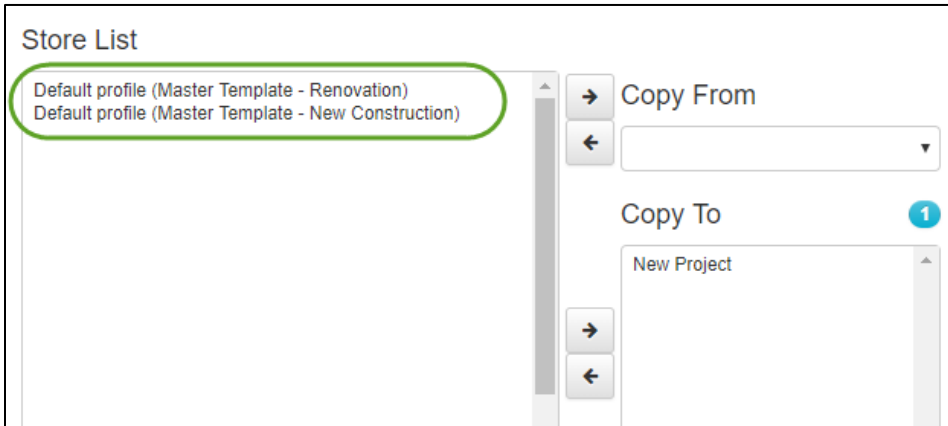 Store List
Default profile (Master Template - Renovation)
Default profile (Master Template - New Construction)
Copy From
Copy To
1
New Project